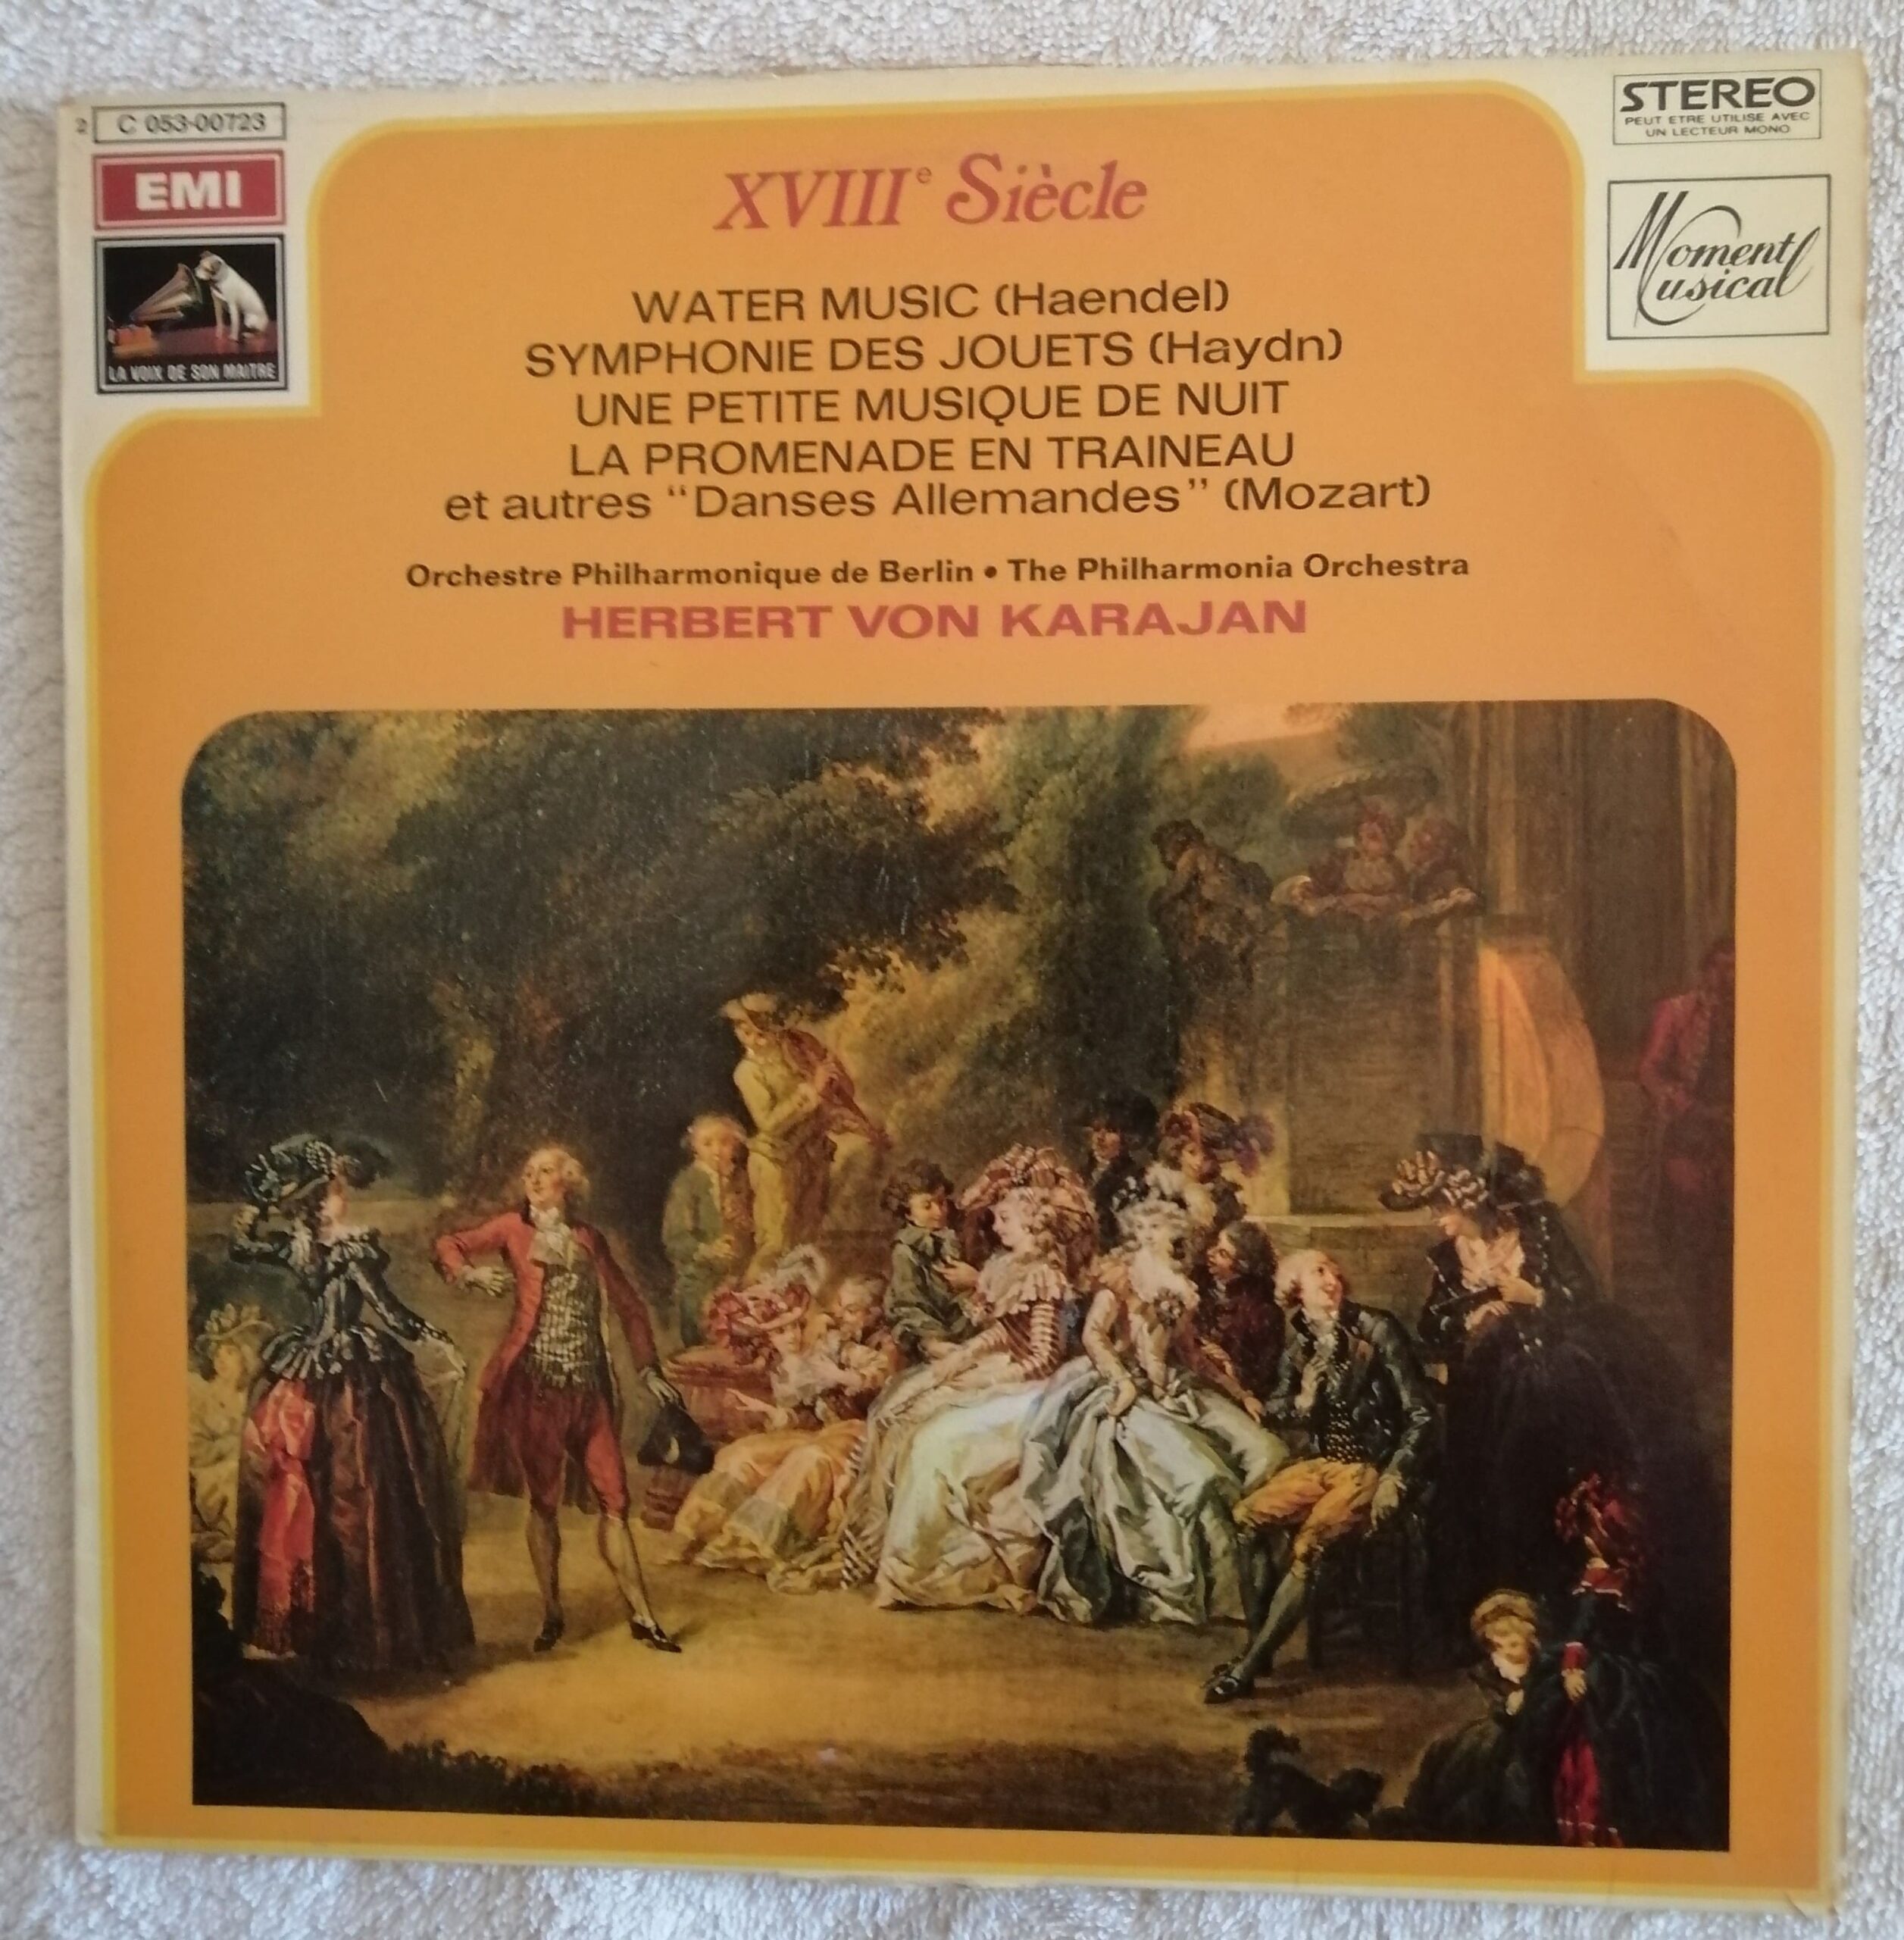 2 C 053-00723
EMI
LA VOIX DE SON MAITRE
STEREO
PEUT ETRE UTILISE AVEC
UN LECTEUR MONO
Moment
Musical
XVIIIe Siècle
WATER MUSIC (Haendel)
SYMPHONIE DES JOUETS (Haydn)
UNE PETITE MUSIQUE DE NUIT
LA PROMENADE EN TRAINEAU
et autres “Danses Allemandes” (Mozart)
Orchestre Philharmonique de Berlin • The Philharmonia Orchestra
HERBERT VON KARAJAN